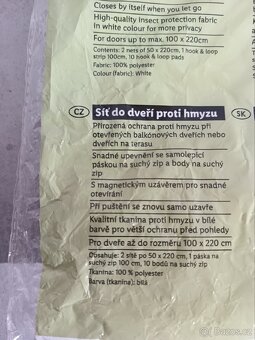 Closes by itself when you let go
High-quality insect protection fabric
in white colour for more privacy
For doors up to max. 100 x 220cm
Contents: 2 nets of 50 x 220cm, 1 hook & loop
strip 100cm, 10 hook & loop pads
Fabric: 100% polyester
Colour (fabric): White
CZ
Síť do dveří proti hmyzu
SK
Přirozená ochrana proti hmyzu při
otevřených balkónových dveřích nebo
dveřích na terasu
Snadné upevnění se samolepicí
páskou na suchý zip a body na
suchý zip
S magnetickým uzávěrem pro snadné
otevírání
Při puštění se znovu samo uzavře
Kvalitní tkanina proti hmyzu v bílé
barvě pro větší ochranu před pohledy
Pro dveře až do rozměru 100 x 220 cm
Obsahuje: 2 sítě po 50 x 220 cm, 1 páska na
suchý zip 100 cm, 10 bodů na suchý zip
Tkanina: 100 % polyester
Barva (tkanina): bílá